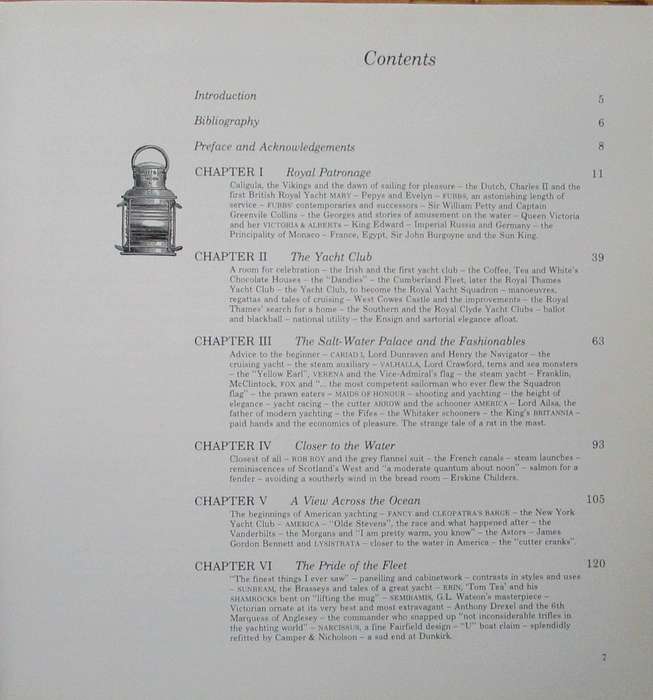 Contents
Introduction 5
Bibliography 6
Preface and Acknowledgements 8
CHAPTER I Royal Patronage 11
Caligula, the Vikings and the dawn of sailing for pleasure – the Dutch, Charles II and the
first British Royal Yacht MARY – Pepys and Evelyn – FUBBS, an astonishing length of
service – FUBBS' contemporaries and successors – Sir William Petty and Captain
Greenvile Collins – the Georges and stories of amusement on the water – Queen Victoria
and her VICTORIA & ALBERTS – King Edward – Imperial Russia and Germany – the
Principality of Monaco – France, Egypt, Sir John Burgoyne and the Sun King.
CHAPTER II The Yacht Club 39
A room for celebration – the Irish and the first yacht club – the Coffee, Tea and White's
Chocolate Houses – the "Dandies" – the Cumberland Fleet, later the Royal Thames
Yacht Club – the Yacht Club, to become the Royal Yacht Squadron – manoeuvres,
regattas and tales of cruising – West Cowes Castle and the improvements – the Royal
Thames' search for a home – the Southern and the Royal Clyde Yacht Clubs – ballot
and blackball – national utility – the Ensign and sartorial elegance afloat.
CHAPTER III The Salt-Water Palace and the Fashionables 63
Advice to the beginner – CARIAD I, Lord Dunraven and Henry the Navigator – the
cruising yacht – the steam auxiliary – VALHALLA, Lord Crawford, terns and sea monsters
– the "Yellow Earl", VERENA and the Vice-Admiral's flag – the steam yacht – Franklin,
McClintock, FOX and "... the most competent sailorman who ever flew the Squadron
flag" – the prawn eaters – MAIDS OF HONOUR – shooting and yachting – the height of
elegance – yacht racing – the cutter ARROW and the schooner AMERICA – Lord Ailsa, the
father of modern yachting – the Fifes – the Whitaker schooners – the King's BRITANNIA –
paid hands and the economics of pleasure. The strange tale of a rat in the mast.
CHAPTER IV Closer to the Water 93
Closest of all – ROB ROY and the grey flannel suit – the French canals – steam launches –
reminiscences of Scotland's West and "a moderate quantum about noon" – salmon for a
fender – avoiding a southerly wind in the bread room – Erskine Childers.
CHAPTER V A View Across the Ocean 105
The beginnings of American yachting – FANCY and CLEOPATRA'S BARGE – the New York
Yacht Club – AMERICA – "Olde Stevens", the race and what happened after – the
Vanderbilts – the Morgans and "I am pretty warm, you know" – the Astors – James
Gordon Bennett and LYSISTRATA – closer to the water in America – the "cutter cranks".
CHAPTER VI The Pride of the Fleet 120
"The finest things I ever saw" – panelling and cabinetwork – contrasts in styles and uses
– SUNBEAM, the Brasseys and tales of a great yacht – ERIN, 'Tom Tea' and his
SHAMROCKS bent on "lifting the mug" – SEMIRAMIS, G.L. Watson's masterpiece –
Victorian ornate at its very best and most extravagant – Anthony Drexel and the 6th
Marquess of Anglesey – the commander who snapped up "not inconsiderable trifles in
the yachting world" – NARCISSUS, a fine Fairfield design – "U" boat claim – splendidly
refitted by Camper & Nicholson – a sad end at Dunkirk.
7